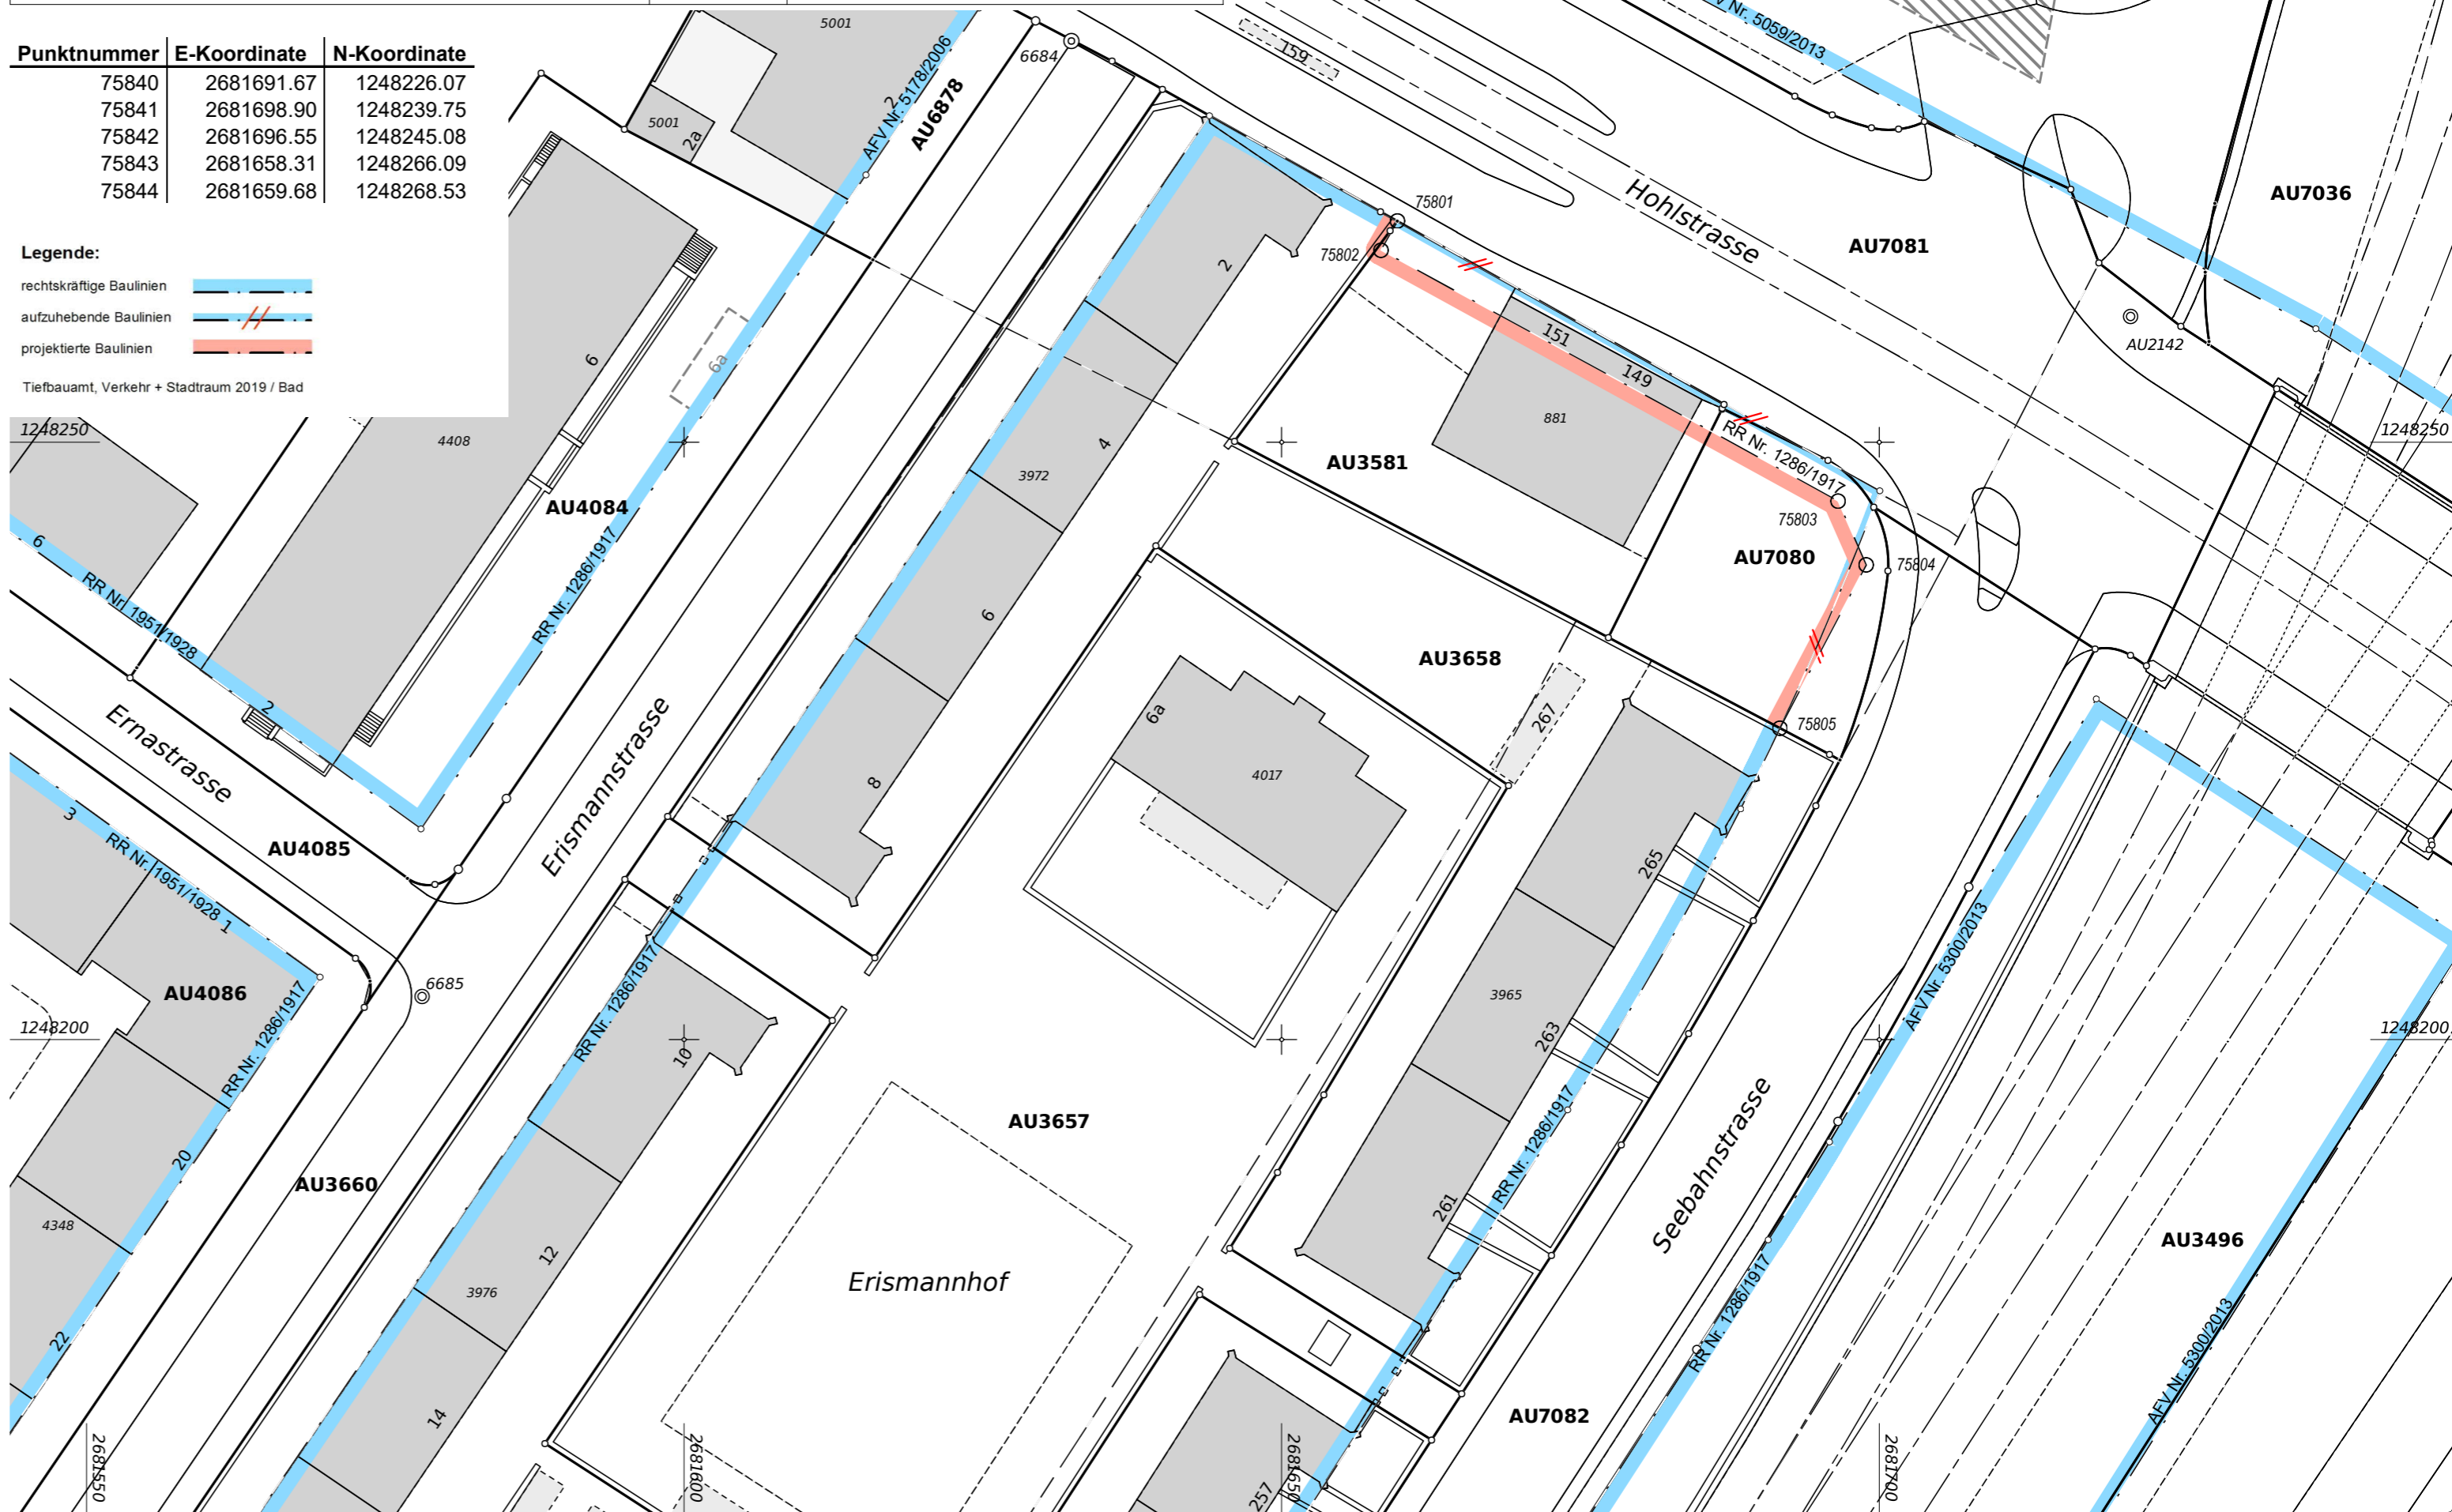 Punktnummer E-Koordinate N-Koordinate
75840 2681691.67 1248226.07
75841 2681698.90 1248239.75
75842 2681696.55 1248245.08
75843 2681658.31 1248266.09
75844 2681659.68 1248268.53
Legende:
rechtskräftige Baulinien
aufzuhebende Baulinien
projektierte Baulinien
Tiefbauamt, Verkehr + Stadtraum 2019 / Bad
5001
5001
2a
2
AFV Nr. 5178/2006
AU6878
6684
159
V Nr. 5059/2013
Hohlstrasse
AU7081
AU7036
AU2142
75801
75802
151
149
881
RR Nr. 1286/1917
75803
75804
75805
AU7080
AU3581
AU3658
1248250
1248250
4408
6
6a
AU4084
RR Nr. 1286/1917
2
4
3972
6
8
6
RR Nr. 1951/1928
2
Ernastrasse
Erismannstrasse
3
RR Nr. 1951/1928
1
AU4085
AU4086
6685
RR Nr. 1286/1917
1248200
1248200
20
22
4348
AU3660
RR Nr. 1286/1917
10
12
3976
14
6a
4017
267
265
263
261
257
3965
RR Nr. 1286/1917
AU3657
Erismannhof
Seebahnstrasse
AFV Nr. 5300/2013
RR Nr. 1286/1917
AU7082
AU3496
AFV Nr. 5300/2013
2681550
2681600
2681650
2681700